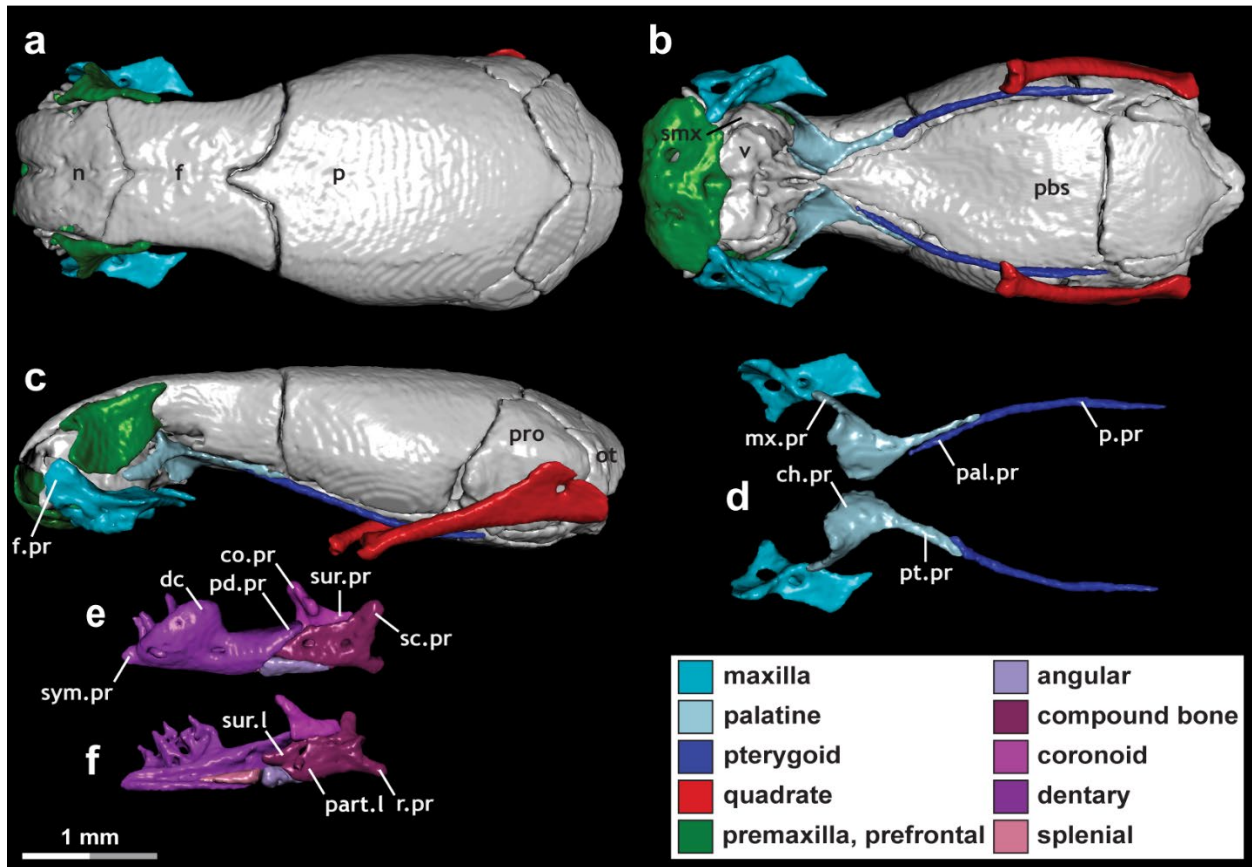 a
b
n
f
p
smx
v
pbs
c
pro
ot
f.pr
d
mx.pr
p.pr
pal.pr
ch.pr
pt.pr
e
dc
pd.pr
co.pr
sur.pr
sc.pr
sym.pr
f
sur.l
part.l
r.pr
1 mm
maxilla
palatine
pterygoid
quadrate
premaxilla, prefrontal
angular
compound bone
coronoid
dentary
splenial